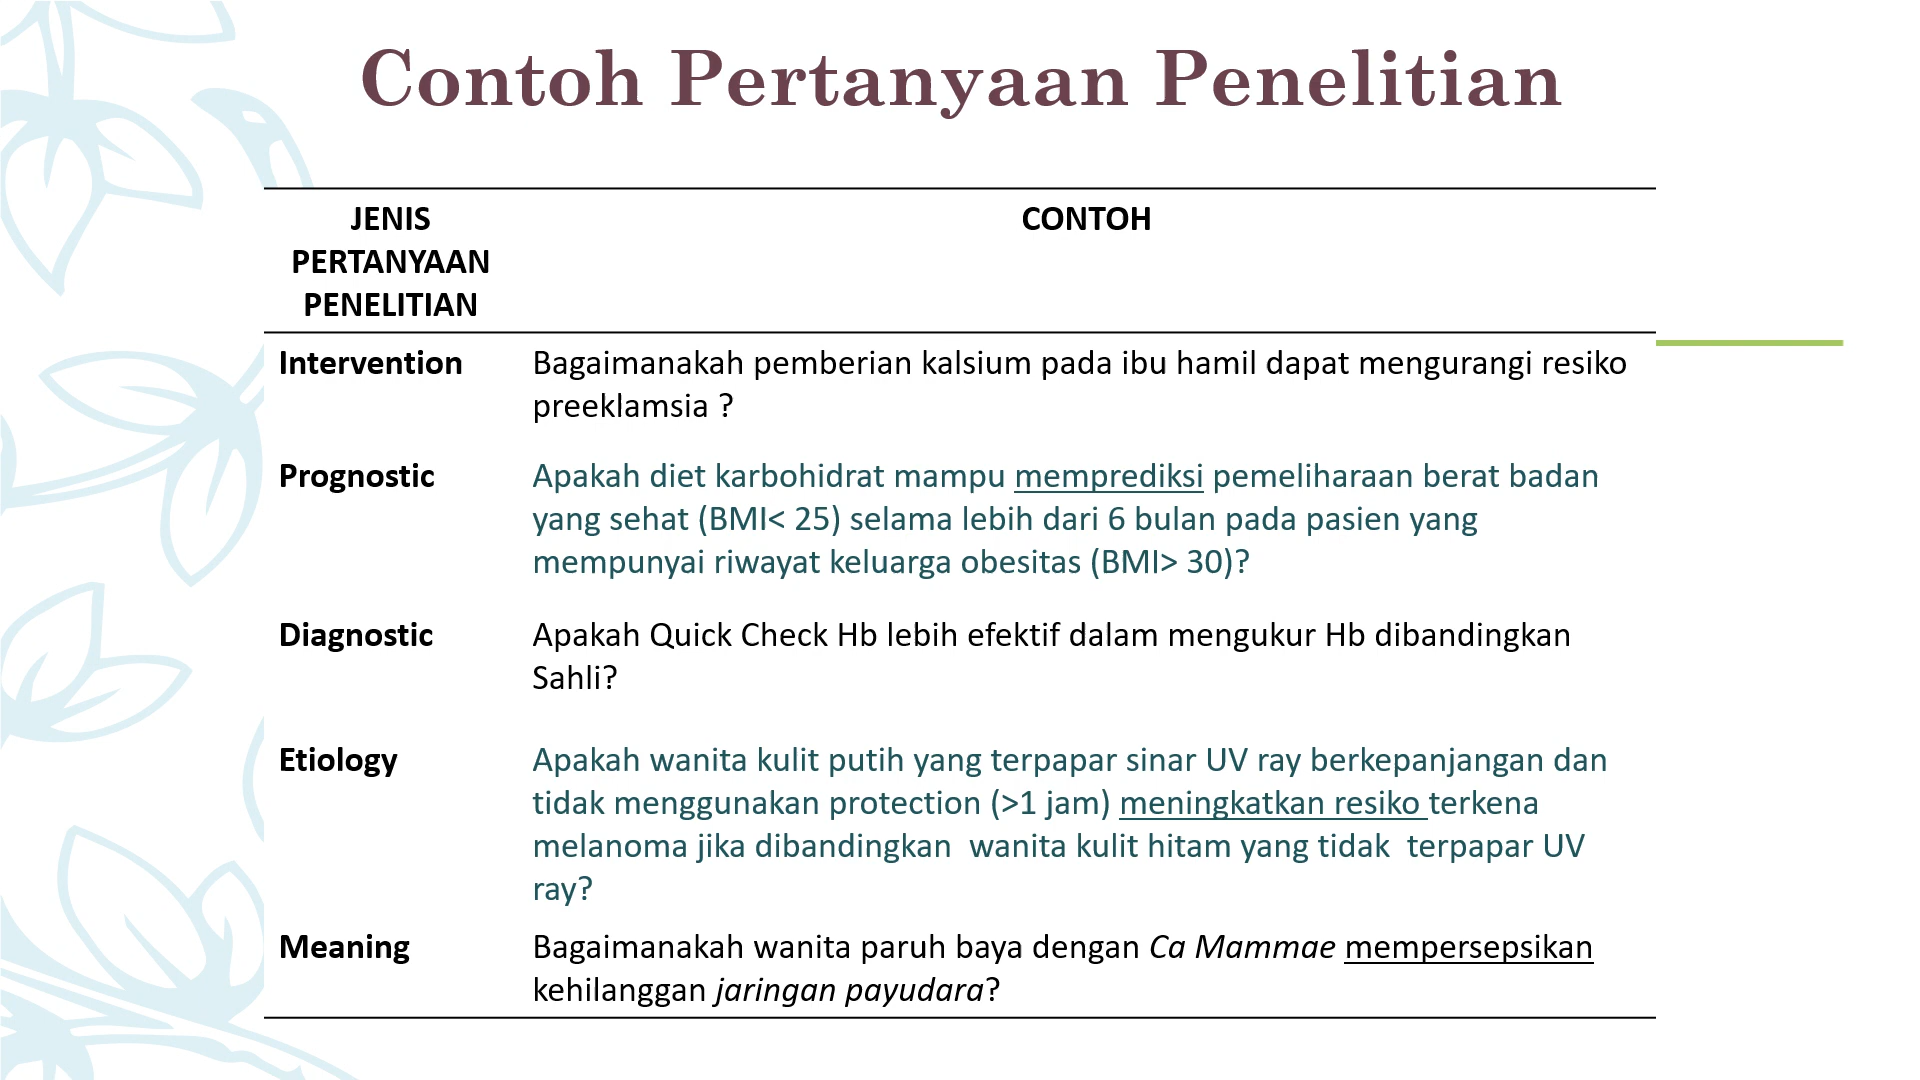 Contoh Pertanyaan Penelitian
JENIS
PERTANYAAN
PENELITIAN
CONTOH
Intervention
Bagaimanakah pemberian kalsium pada ibu hamil dapat mengurangi resiko
preeklamsia ?
Prognostic
Apakah diet karbohidrat mampu memprediksi pemeliharaan berat badan
yang sehat (BMI< 25) selama lebih dari 6 bulan pada pasien yang
mempunyai riwayat keluarga obesitas (BMI> 30)?
Diagnostic
Apakah Quick Check Hb lebih efektif dalam mengukur Hb dibandingkan
Sahli?
Etiology
Apakah wanita kulit putih yang terpapar sinar UV ray berkepanjangan dan
tidak menggunakan protection (>1 jam) meningkatkan resiko terkena
melanoma jika dibandingkan  wanita kulit hitam yang tidak  terpapar UV
ray?
Meaning
Bagaimanakah wanita paruh baya dengan Ca Mammae mempersepsikan
kehilanggan jaringan payudara?